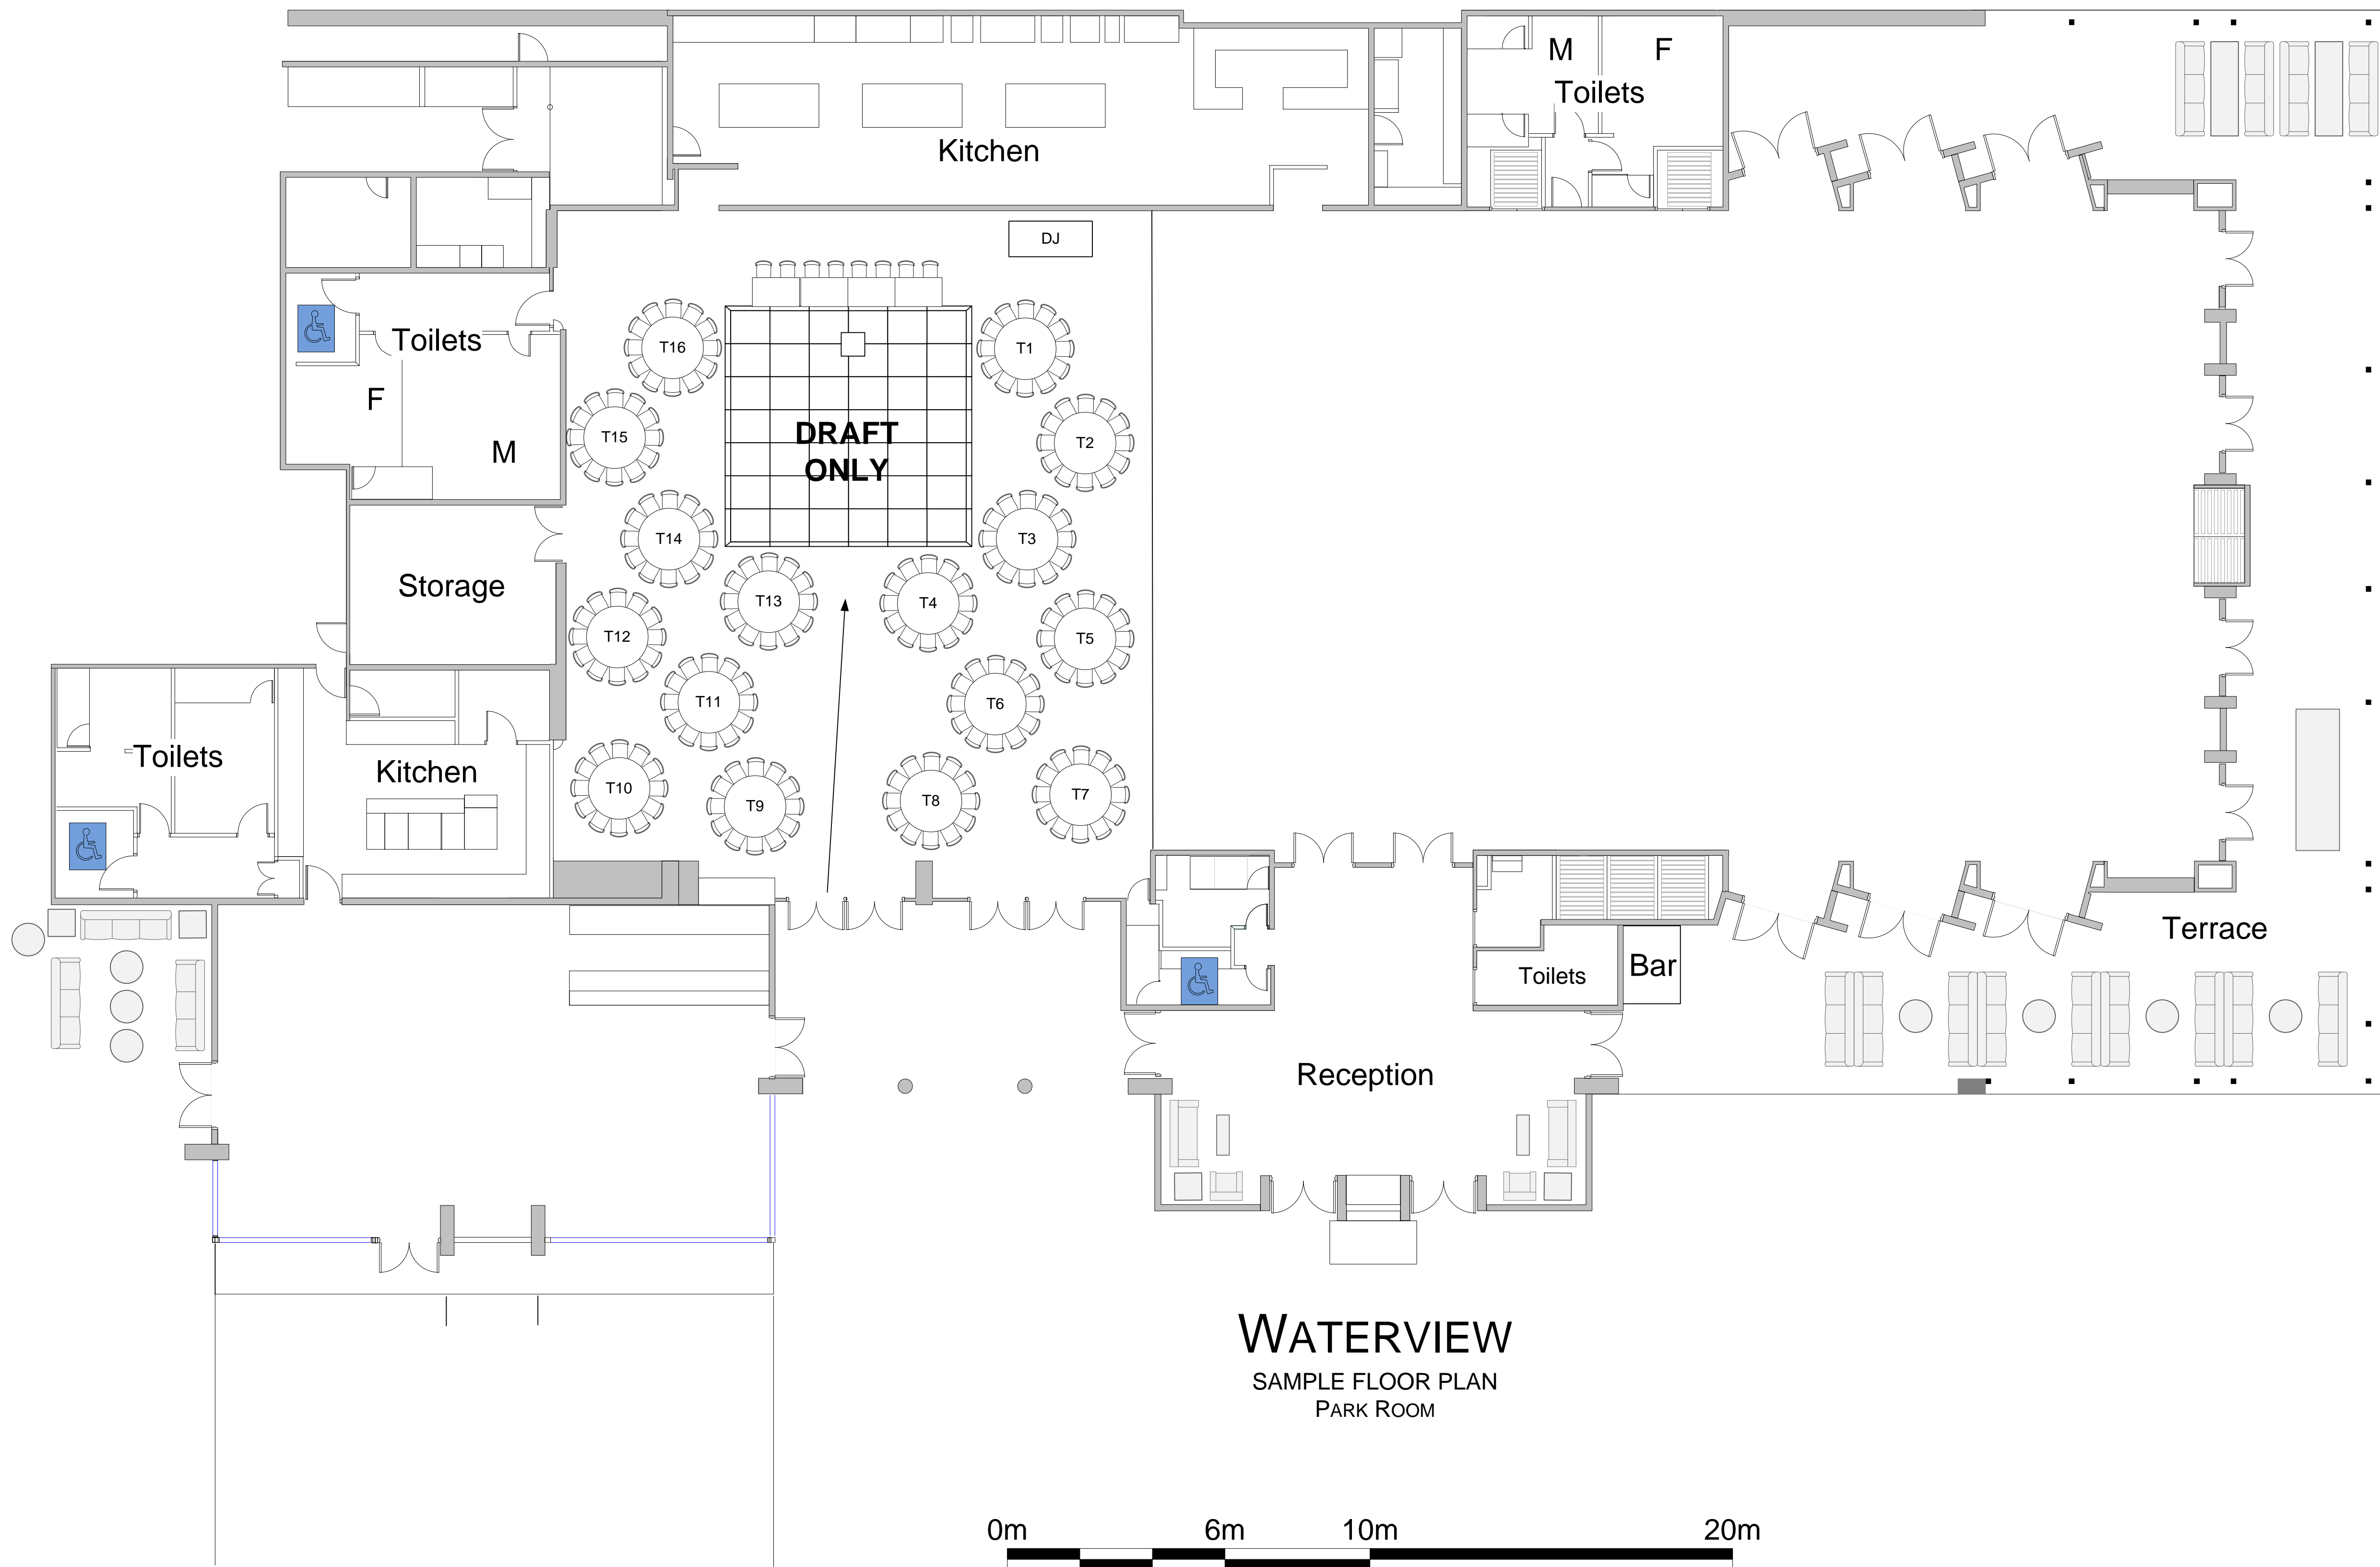 M
F
Toilets
Kitchen
DJ
Toilets
F
M
T16
T1
T15
T2
DRAFT
ONLY
T14
T3
Storage
T13
T4
T12
T5
T11
T6
Toilets
Kitchen
T10
T9
T8
T7
Terrace
Toilets
Bar
Reception
WATERVIEW
SAMPLE FLOOR PLAN
PARK ROOM
0m 6m 10m 20m